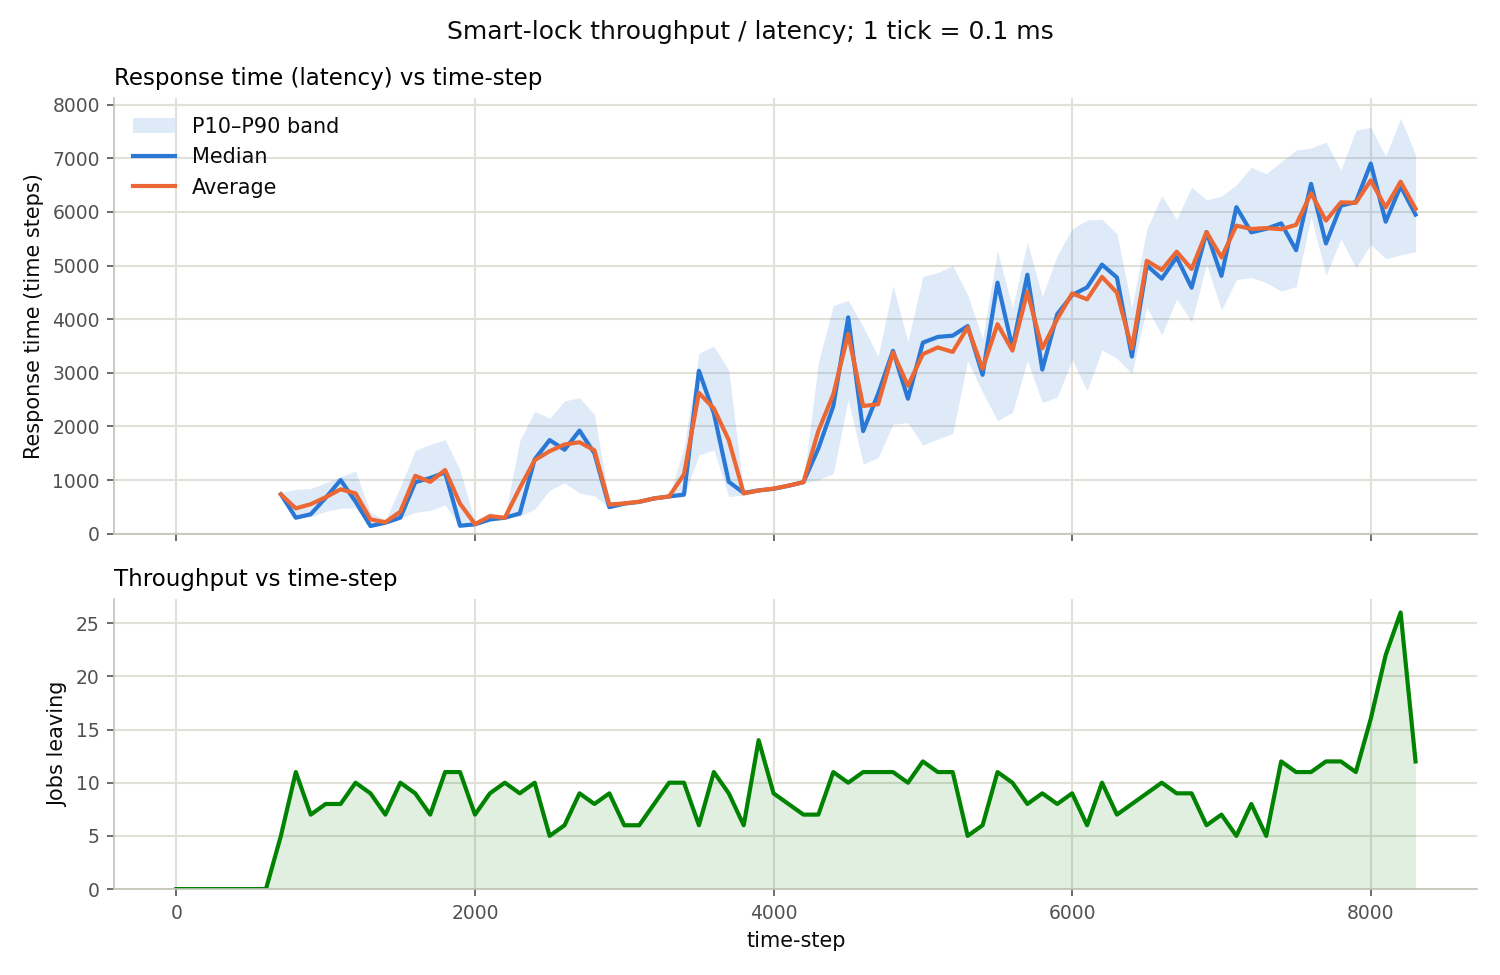 Smart-lock throughput / latency; 1 tick = 0.1 ms
Response time (latency) vs time-step
8000
7000
6000
5000
4000
3000
2000
1000
0
Response time (time steps)
P10–P90 band
Median
Average
Throughput vs time-step
25
20
15
10
5
0
Jobs leaving
0
2000
4000
6000
8000
time-step